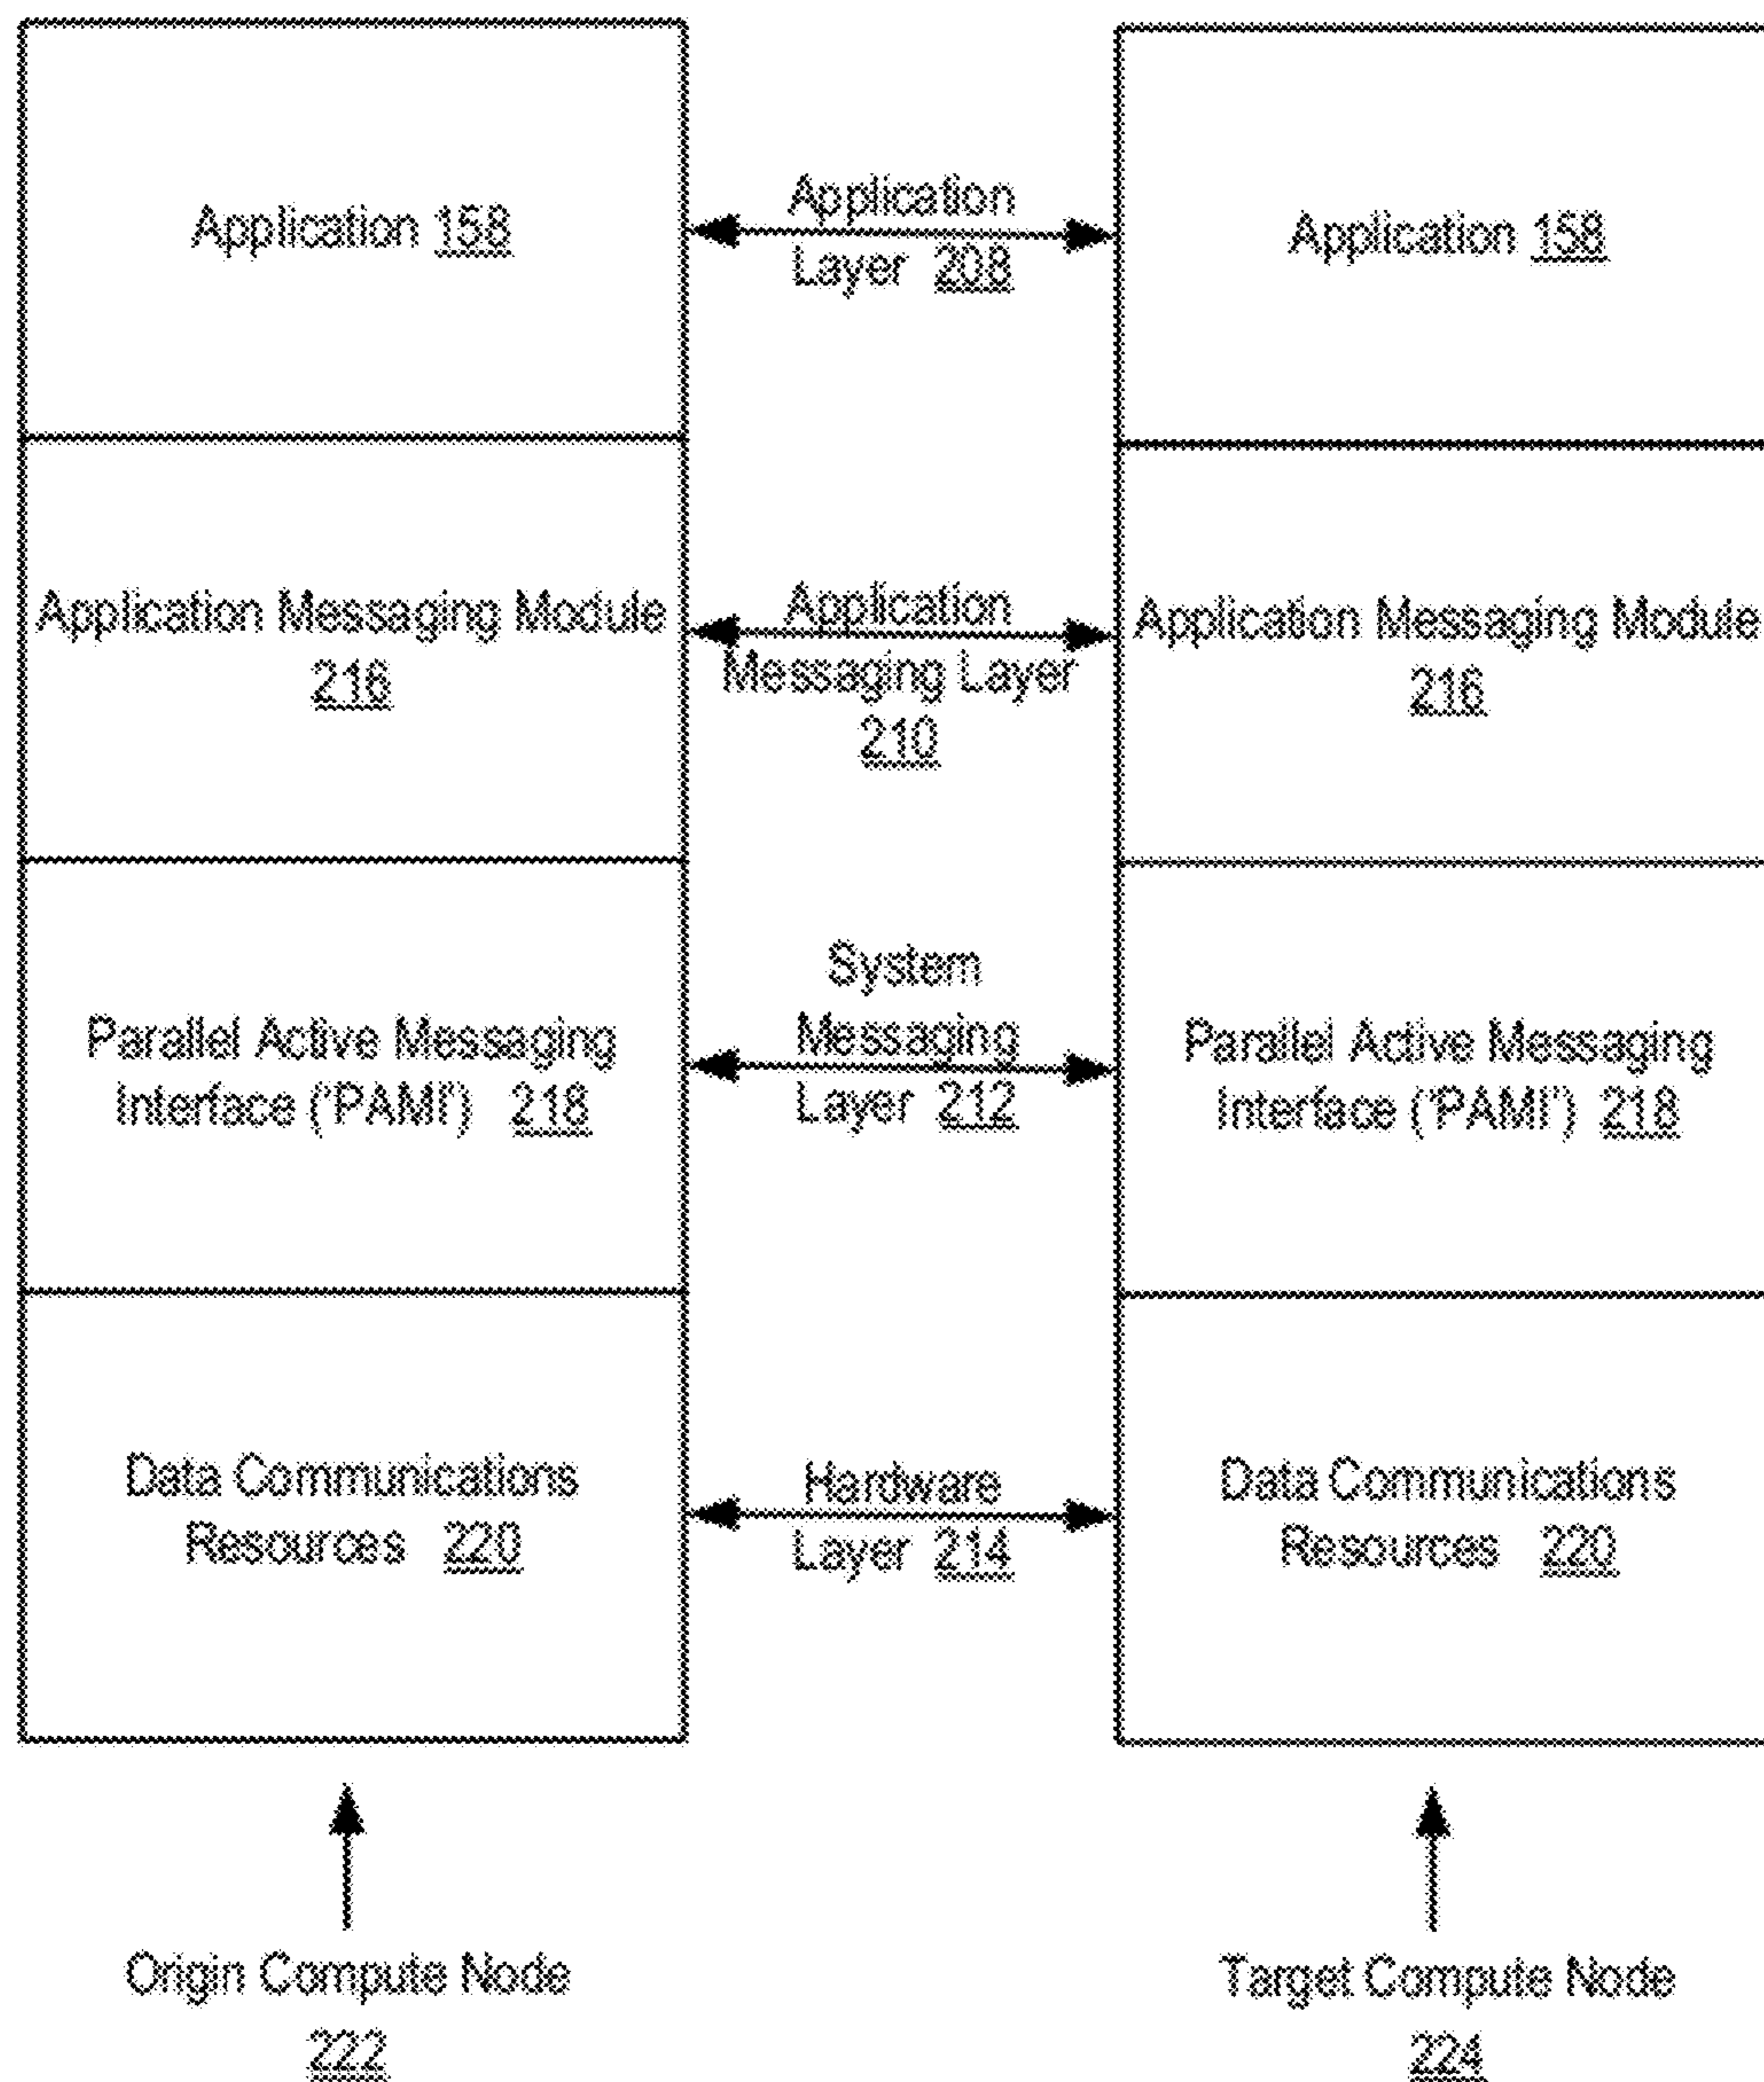 Application 158
Application
Layer 208
Application 158
Application Messaging Module
216
Application
Messaging Layer
210
Application Messaging Module
216
Parallel Active Messaging
Interface ('PAMI') 218
System
Messaging
Layer 212
Parallel Active Messaging
Interface ('PAMI') 218
Data Communications
Resources 220
Hardware
Layer 214
Data Communications
Resources 220
Origin Compute Node
222
Target Compute Node
224